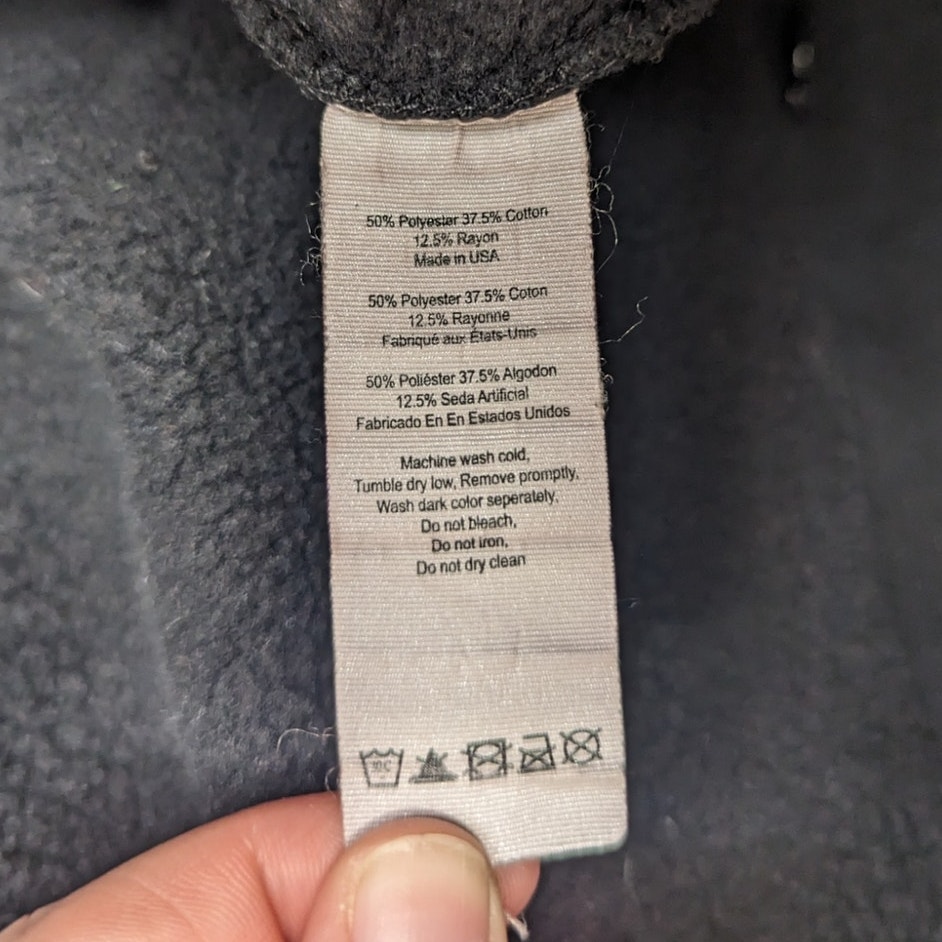 50% Polyester 37.5% Cotton
12.5% Rayon
Made in USA
50% Polyester 37.5% Coton
12.5% Rayonne
Fabriqué aux États-Unis
50% Poliéster 37.5% Algodon
12.5% Seda Artificial
Fabricado En En Estados Unidos
Machine wash cold,
Tumble dry low, Remove promptly,
Wash dark color seperately,
Do not bleach,
Do not iron,
Do not dry clean